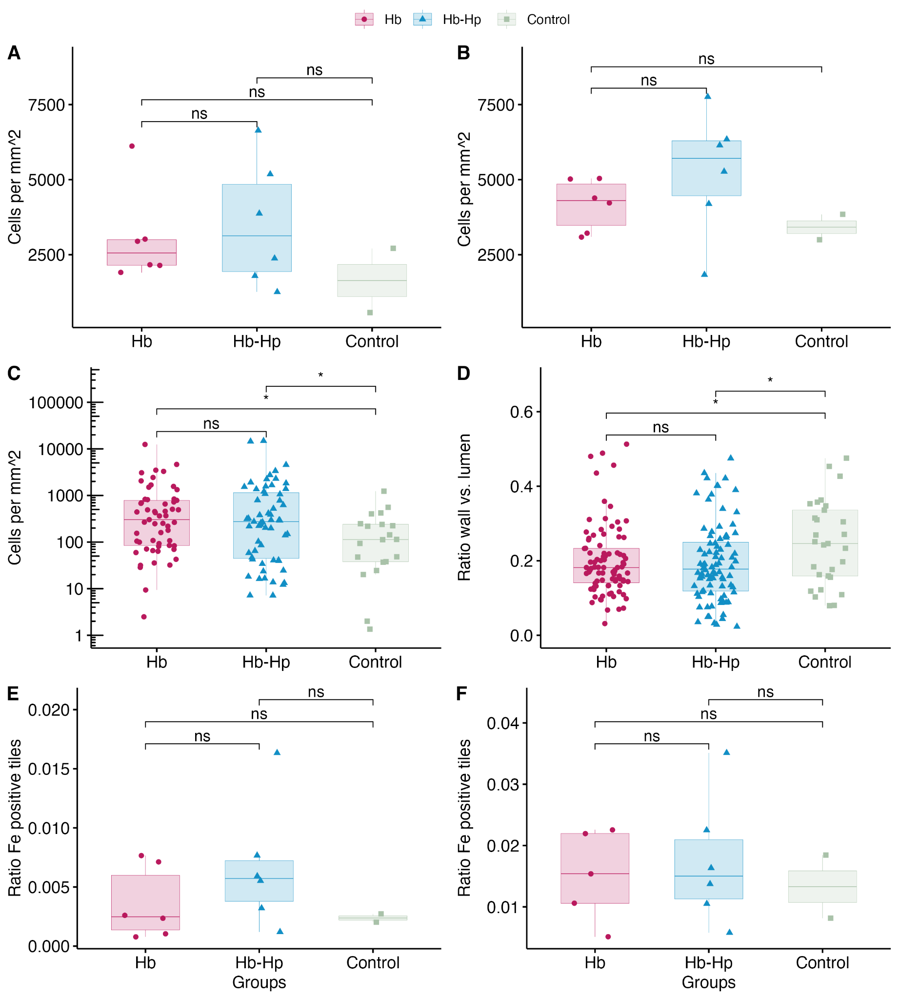 Hb Hb-Hp Control
A
ns
ns
ns
7500
5000
2500
Cells per mm^2
Hb Hb-Hp Control
B
ns
ns
7500
5000
2500
Cells per mm^2
Hb Hb-Hp Control
C
*
*
ns
100000
10000
1000
100
10
1
Cells per mm^2
Hb Hb-Hp Control
D
*
*
ns
0.6
0.4
0.2
0.0
Ratio wall vs. lumen
Hb Hb-Hp Control
E
ns
ns
ns
0.020
0.015
0.010
0.005
0.000
Ratio Fe positive tiles
Hb Hb-Hp Control
Groups
F
ns
ns
ns
0.04
0.03
0.02
0.01
Ratio Fe positive tiles
Hb Hb-Hp Control
Groups